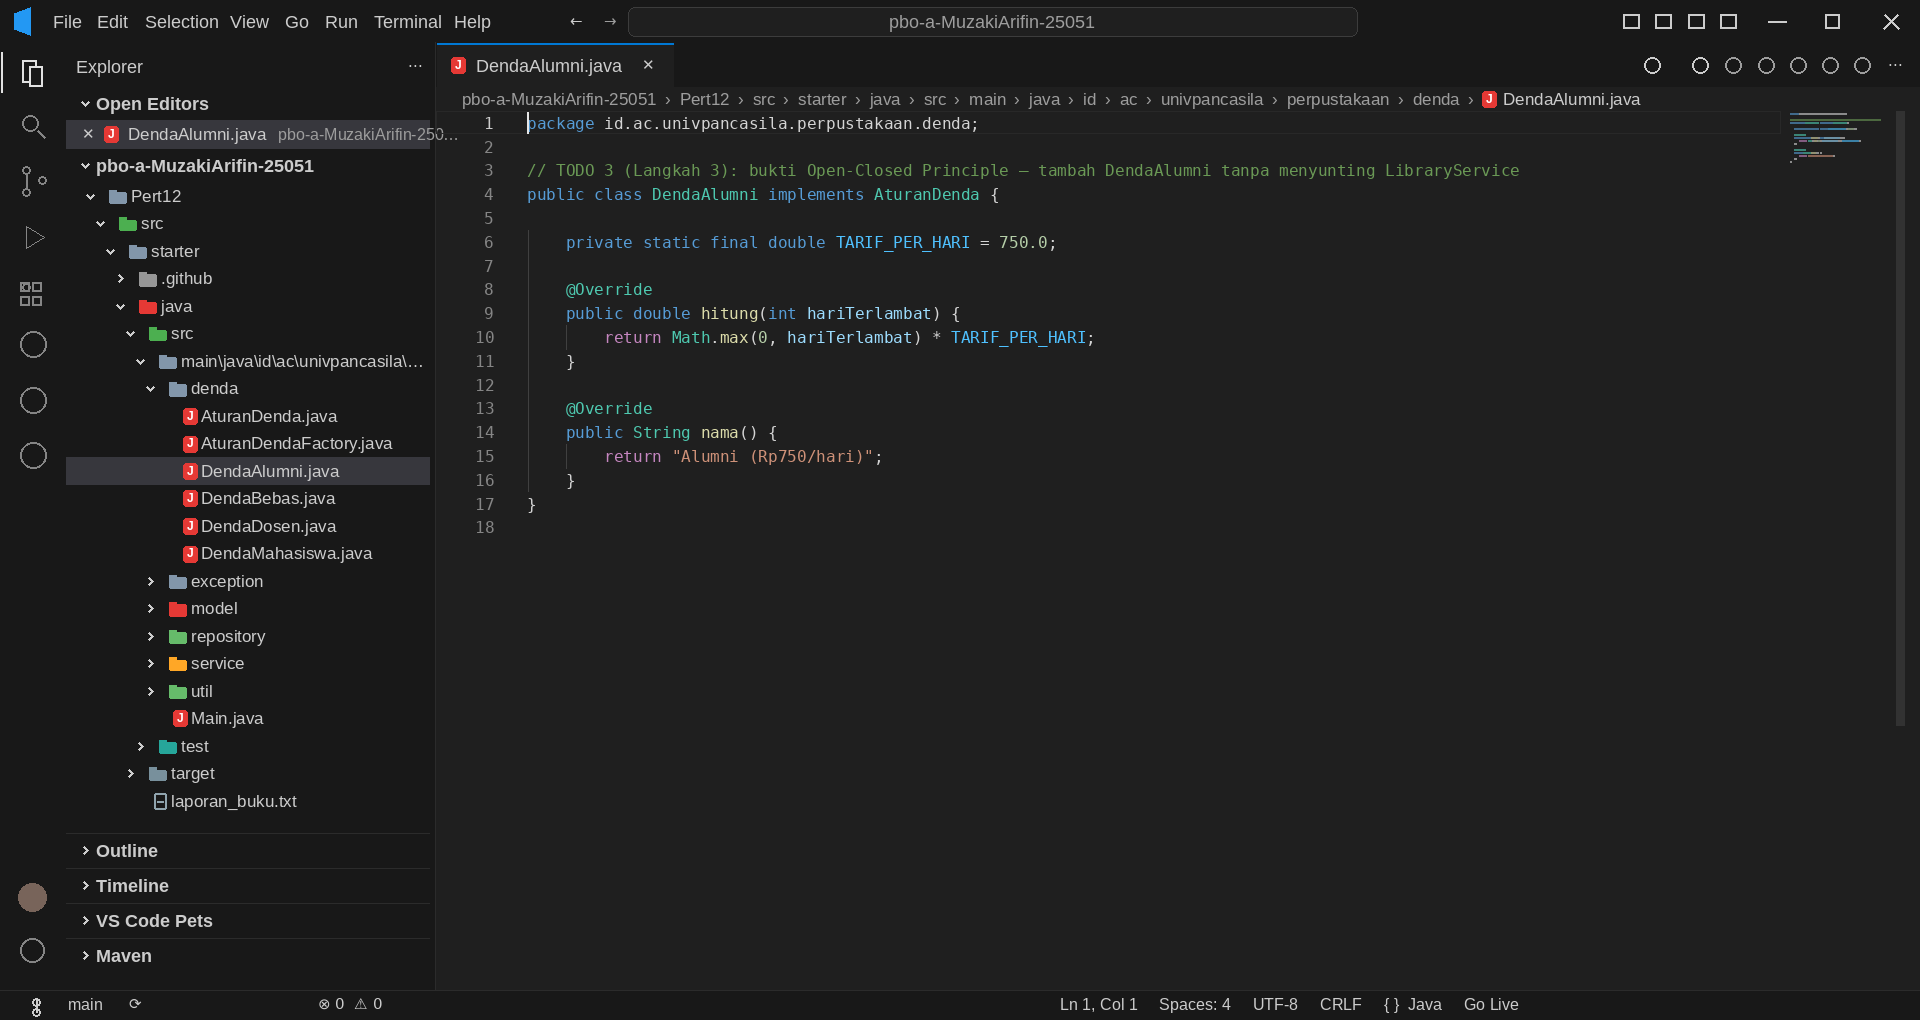 File Edit Selection View Go Run Terminal Help ← → pbo-a-MuzakiArifin-25051
Explorer ···
Open Editors
× J DendaAlumni.java pbo-a-MuzakiArifin-250...
pbo-a-MuzakiArifin-25051
Pert12
src
starter
.github
java
src
main\java\id\ac\univpancasila\...
denda
J AturanDenda.java
J AturanDendaFactory.java
J DendaAlumni.java
J DendaBebas.java
J DendaDosen.java
J DendaMahasiswa.java
exception
model
repository
service
util
J Main.java
test
target
laporan_buku.txt
Outline
Timeline
VS Code Pets
Maven
J DendaAlumni.java × ···
pbo-a-MuzakiArifin-25051 › Pert12 › src › starter › java › src › main › java › id › ac › univpancasila › perpustakaan › denda › J DendaAlumni.java
1 package id.ac.univpancasila.perpustakaan.denda;
2
3 // TODO 3 (Langkah 3): bukti Open-Closed Principle — tambah DendaAlumni tanpa menyunting LibraryService
4 public class DendaAlumni implements AturanDenda {
5
6     private static final double TARIF_PER_HARI = 750.0;
7
8     @Override
9     public double hitung(int hariTerlambat) {
10         return Math.max(0, hariTerlambat) * TARIF_PER_HARI;
11     }
12
13     @Override
14     public String nama() {
15         return "Alumni (Rp750/hari)";
16     }
17 }
18
main ⟳ ⊗ 0 ⚠ 0 Ln 1, Col 1 Spaces: 4 UTF-8 CRLF { } Java Go Live